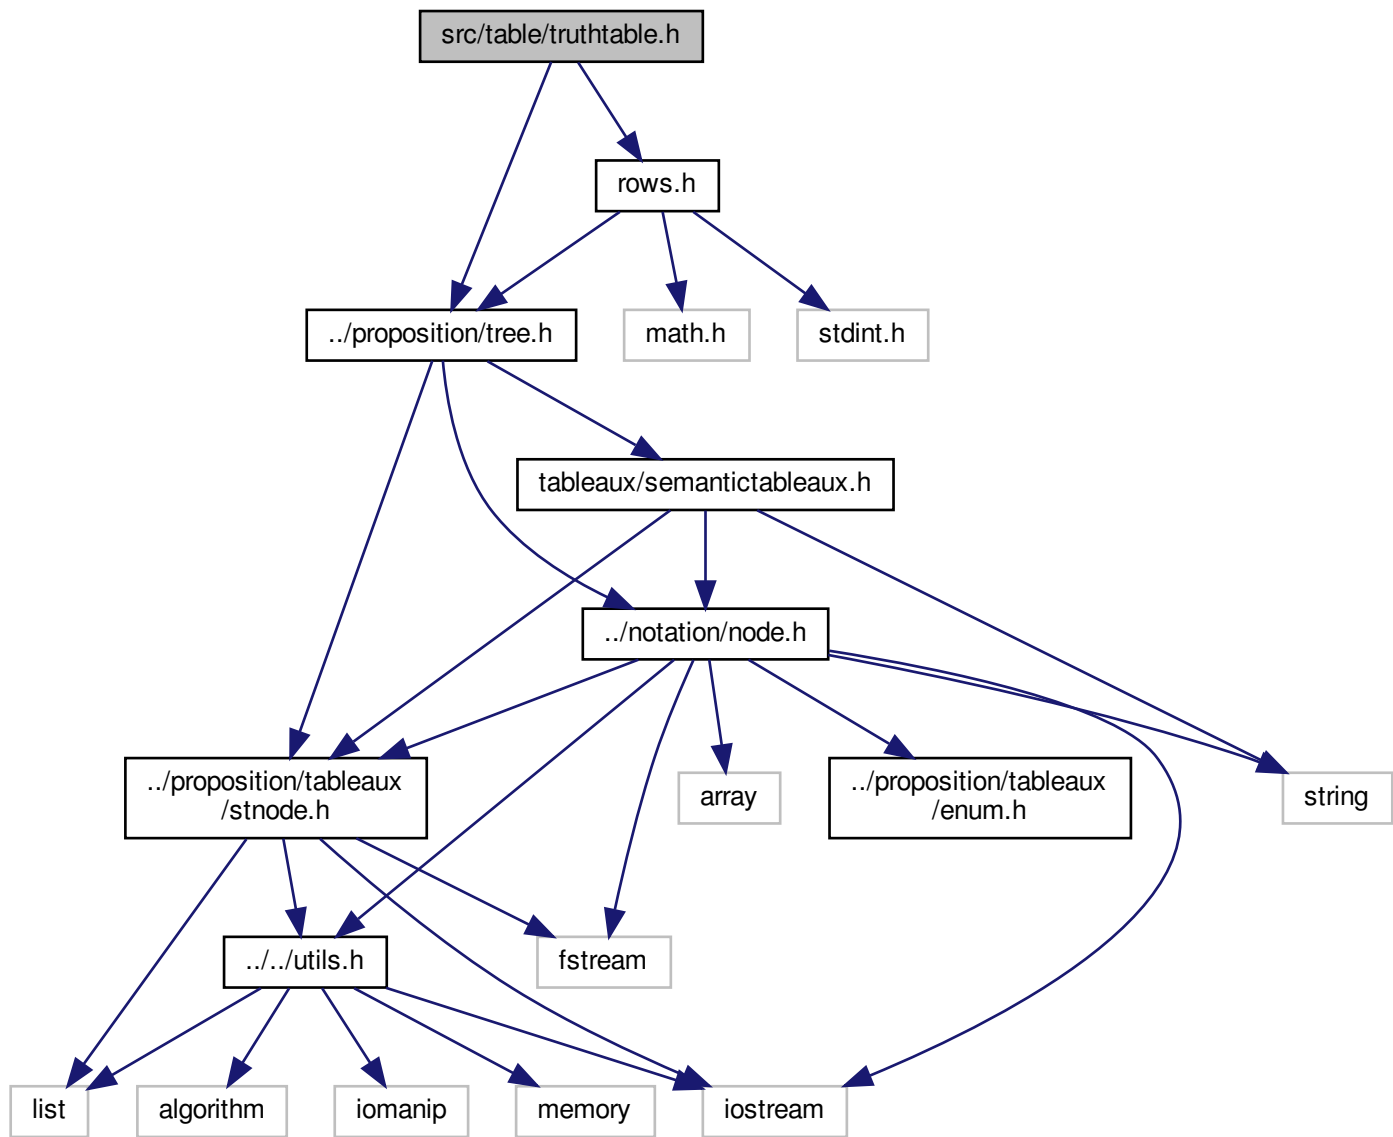 src/table/truthtable.h
rows.h
../proposition/tree.h
math.h
stdint.h
tableaux/semantictableaux.h
../notation/node.h
../proposition/tableaux
/stnode.h
array
../proposition/tableaux
/enum.h
string
../../utils.h
fstream
list
algorithm
iomanip
memory
iostream